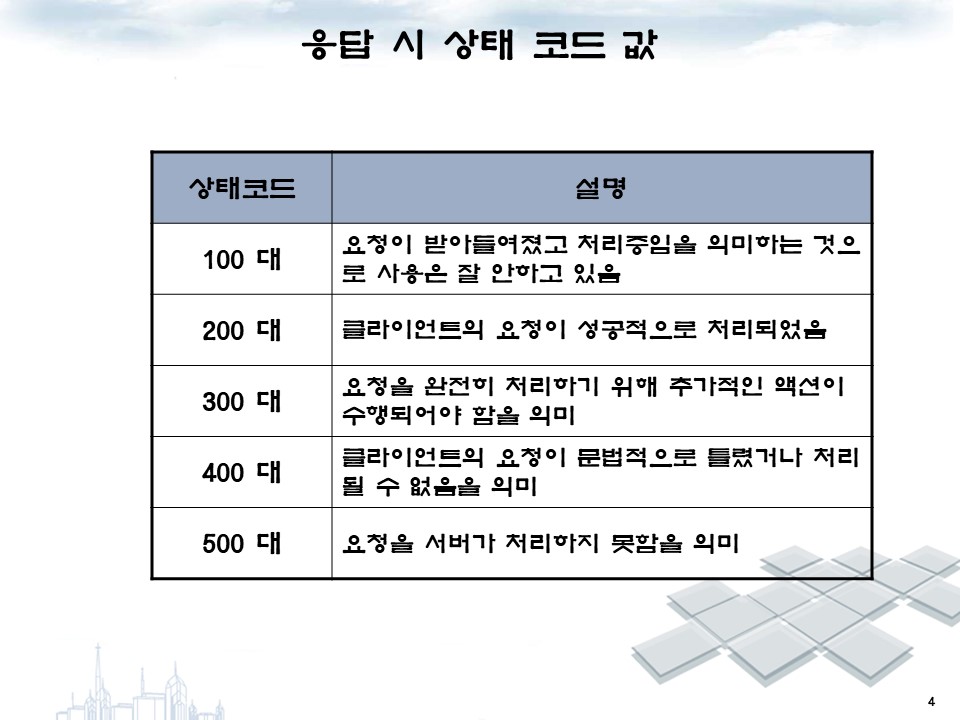 응답 시 상태 코드 값
상태코드
설명
100 대
요청이 받아들여졌고 처리중임을 의미하는 것으
로 사용은 잘 안하고 있음
200 대
클라이언트의 요청이 성공적으로 처리되었음
300 대
요청을 완전히 처리하기 위해 추가적인 액션이
수행되어야 함을 의미
400 대
클라이언트의 요청이 문법적으로 틀렸거나 처리
될 수 없음을 의미
500 대
요청을 서버가 처리하지 못함을 의미
4